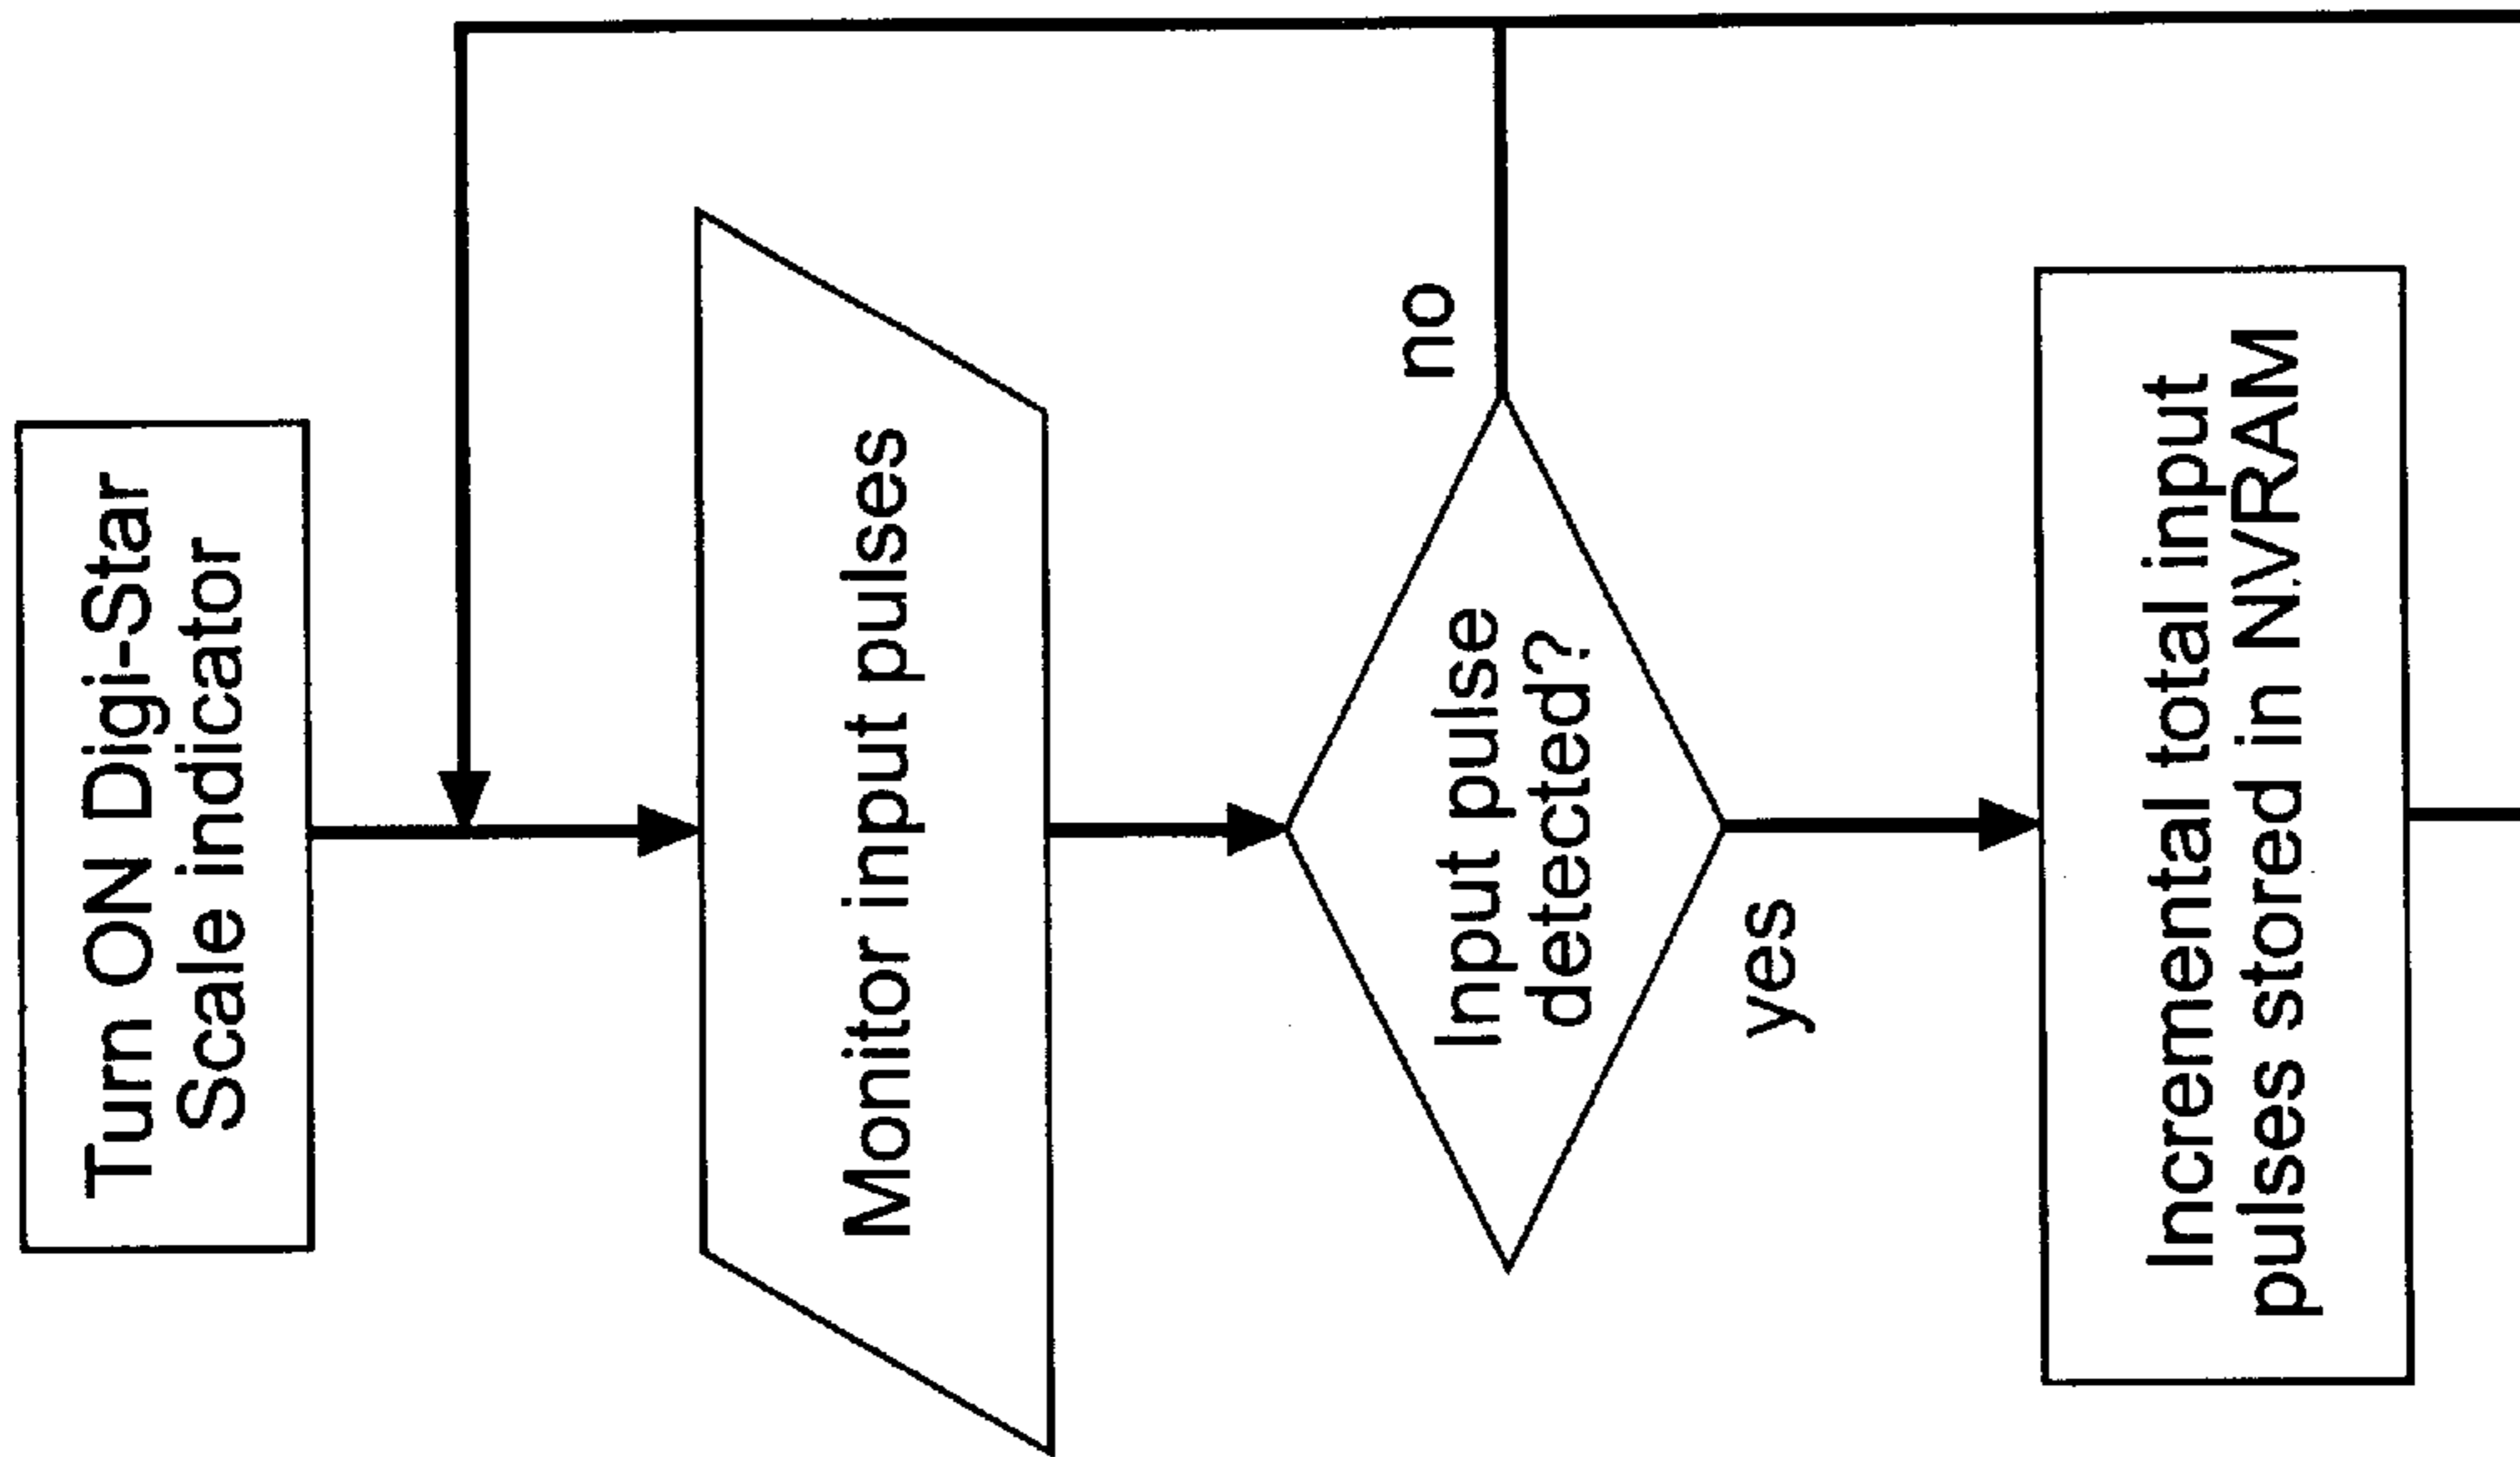 Turn ON Digi-Star
Scale indicator
Monitor input pulses
Input pulse
detected?
no
yes
Incremental total input
pulses stored in NVRAM